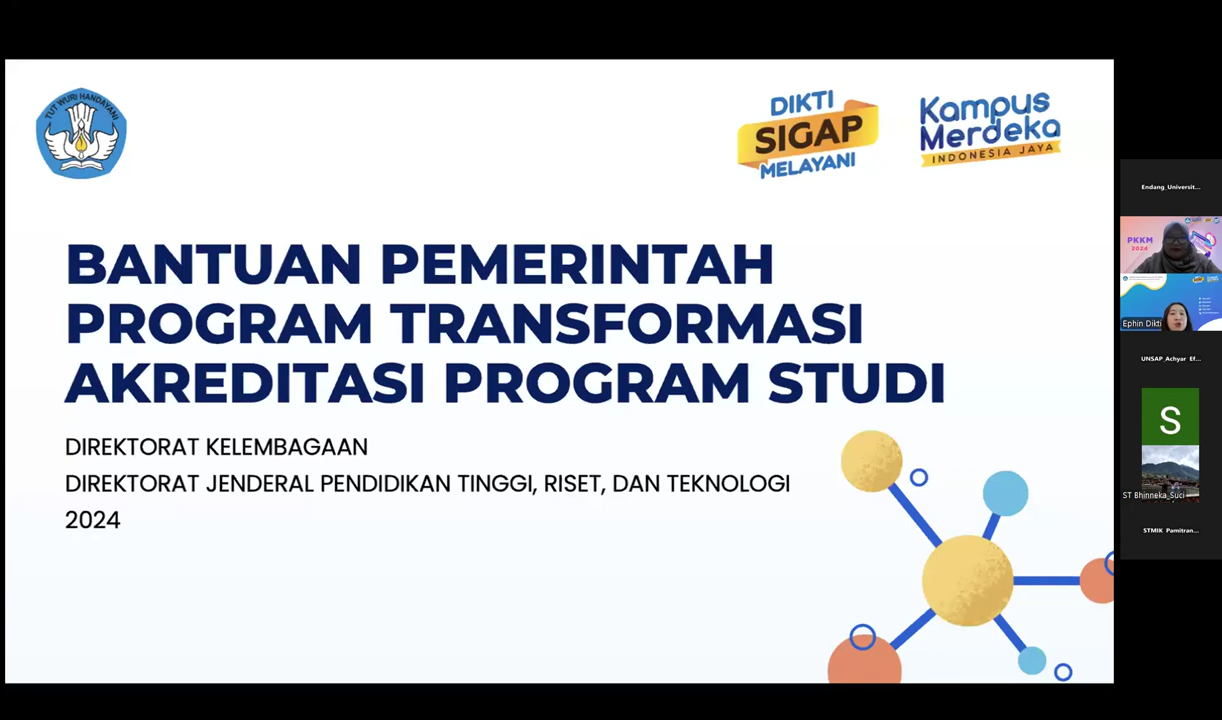 TUT WURI HANDAYANI
DIKTI
SIGAP
MELAYANI
Kampus
Merdeka
INDONESIA JAYA
BANTUAN PEMERINTAH
PROGRAM TRANSFORMASI
AKREDITASI PROGRAM STUDI
DIREKTORAT KELEMBAGAAN
DIREKTORAT JENDERAL PENDIDIKAN TINGGI, RISET, DAN TEKNOLOGI
2024
Endang_Universit...
PKKM
2024
Ephin Dikti
UNSAP_Achyar Ef...
S
ST Bhinneka_Suci
STMIK Pamitran...